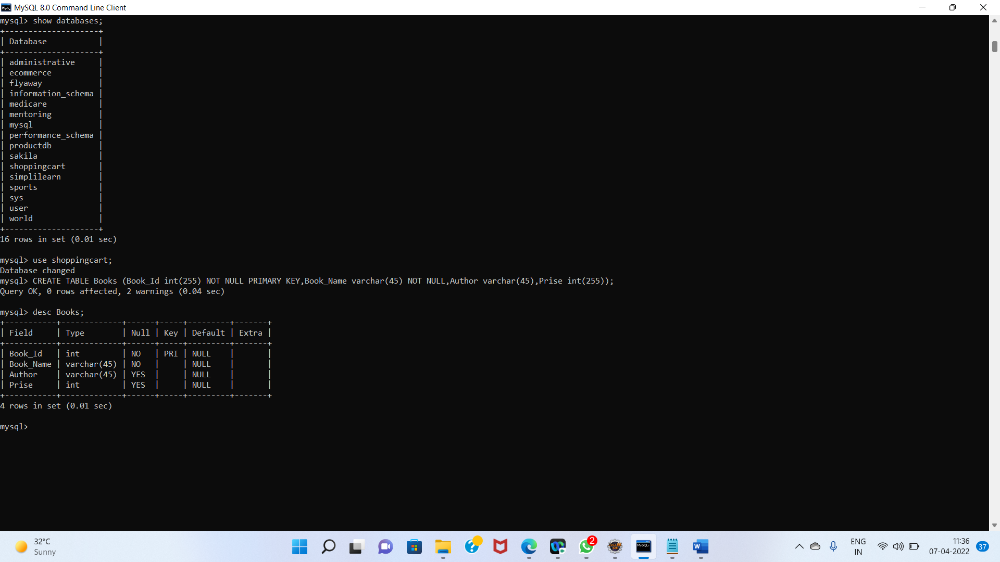 MySQL 8.0 Command Line Client
mysql> show databases;
+--------------------+
| Database           |
+--------------------+
| administrative     |
| ecommerce          |
| flyaway            |
| information_schema |
| medicare           |
| mentoring          |
| mysql              |
| performance_schema |
| productdb          |
| sakila             |
| shoppingcart       |
| simplilearn        |
| sports             |
| sys                |
| user               |
| world              |
+--------------------+
16 rows in set (0.01 sec)
mysql> use shoppingcart;
Database changed
mysql> CREATE TABLE Books (Book_Id int(255) NOT NULL PRIMARY KEY,Book_Name varchar(45) NOT NULL,Author varchar(45),Prise int(255));
Query OK, 0 rows affected, 2 warnings (0.04 sec)
mysql> desc Books;
+-----------+-------------+------+-----+---------+-------+
| Field     | Type        | Null | Key | Default | Extra |
+-----------+-------------+------+-----+---------+-------+
| Book_Id   | int         | NO   | PRI | NULL    |       |
| Book_Name | varchar(45) | NO   |     | NULL    |       |
| Author    | varchar(45) | YES  |     | NULL    |       |
| Prise     | int         | YES  |     | NULL    |       |
+-----------+-------------+------+-----+---------+-------+
4 rows in set (0.01 sec)
mysql>
32°C
Sunny
2
MySQL
W
ENG
IN
11:36
07-04-2022
37